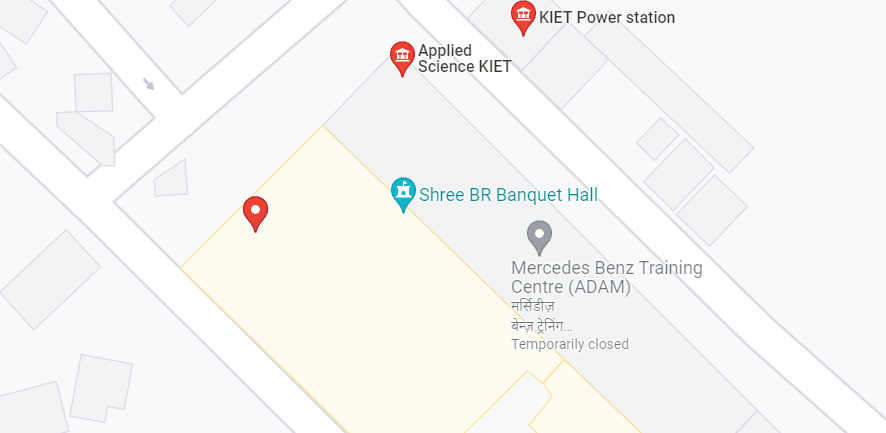 KIET Power station
Applied
Science KIET
Shree BR Banquet Hall
Mercedes Benz Training
Centre (ADAM)
मर्सिडीज़
बेन्ज़ ट्रेनिंग...
Temporarily closed